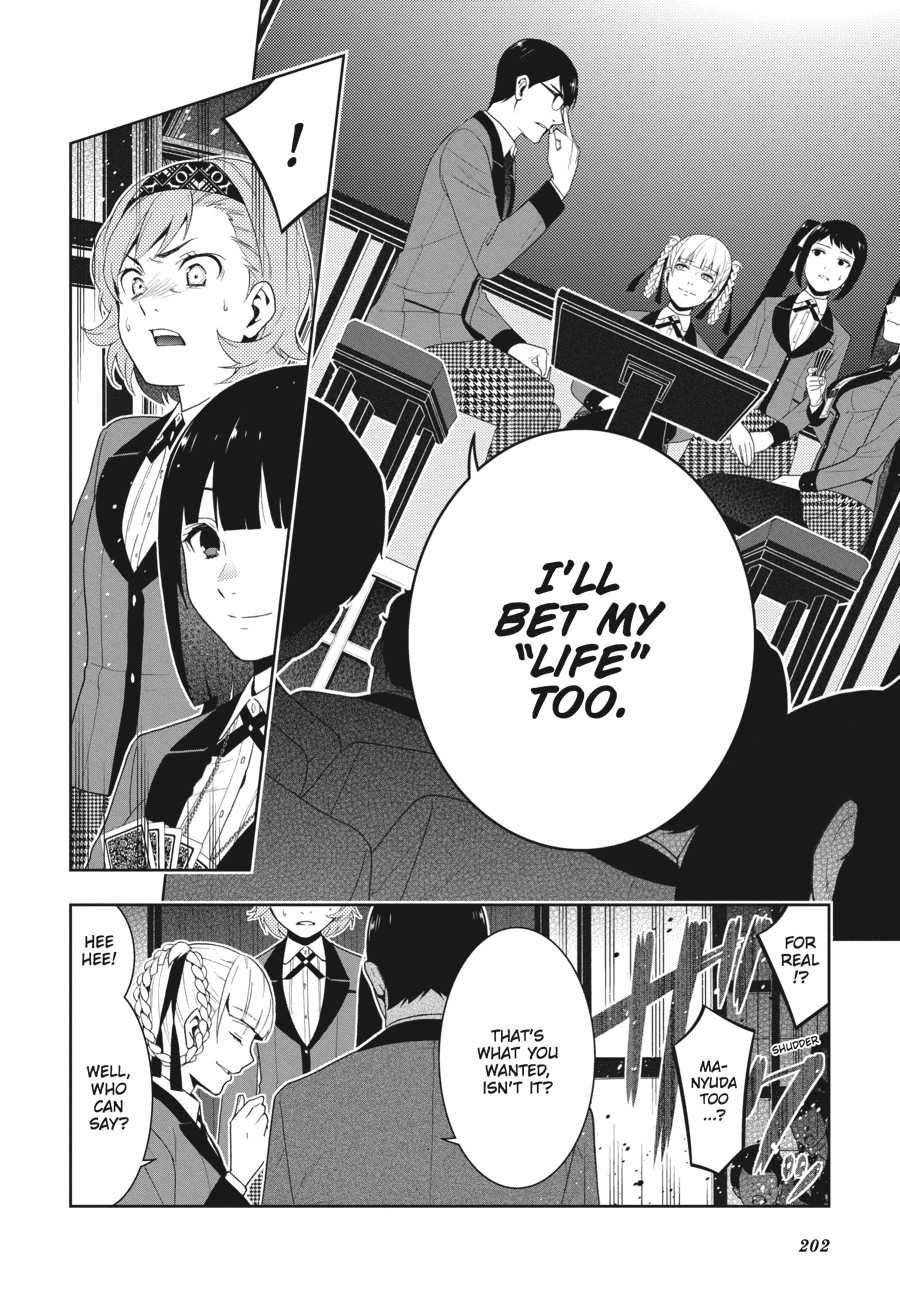 I'LL
BET MY
"LIFE"
TOO.
!
FOR
REAL
!?
SHUDDER
MA-
NYUDA
TOO
...?
THAT'S
WHAT YOU
WANTED,
ISN'T IT?
HEE
HEE!
WELL,
WHO
CAN
SAY?
202